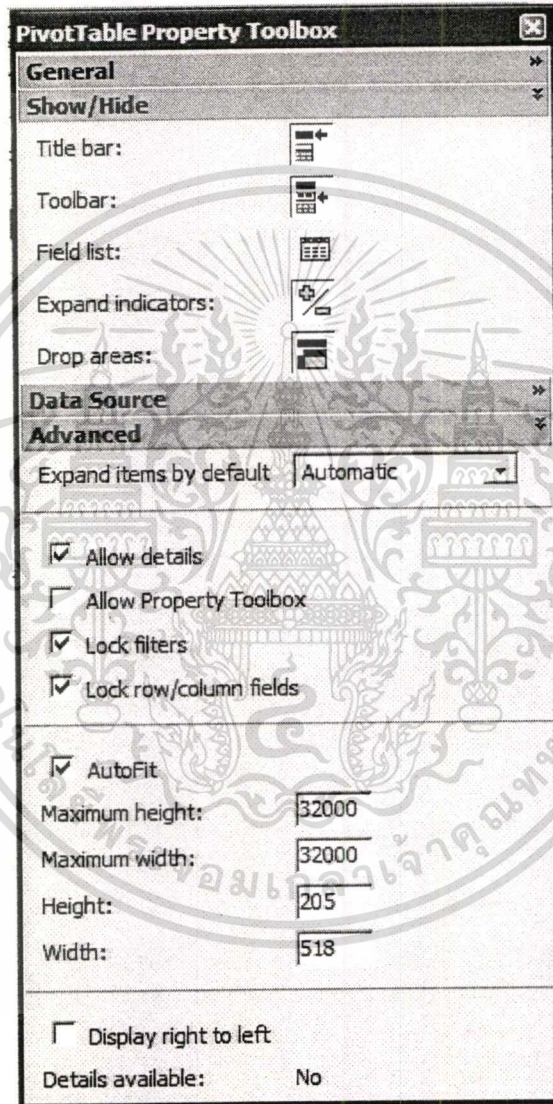 PivotTable Property Toolbox
General
Show/Hide
Title bar:
Toolbar:
Field list:
Expand indicators:
Drop areas:
Data Source
Advanced
Expand items by default Automatic
Allow details
Allow Property Toolbox
Lock filters
Lock row/column fields
AutoFit
Maximum height: 32000
Maximum width: 32000
Height: 205
Width: 518
Display right to left
Details available: No